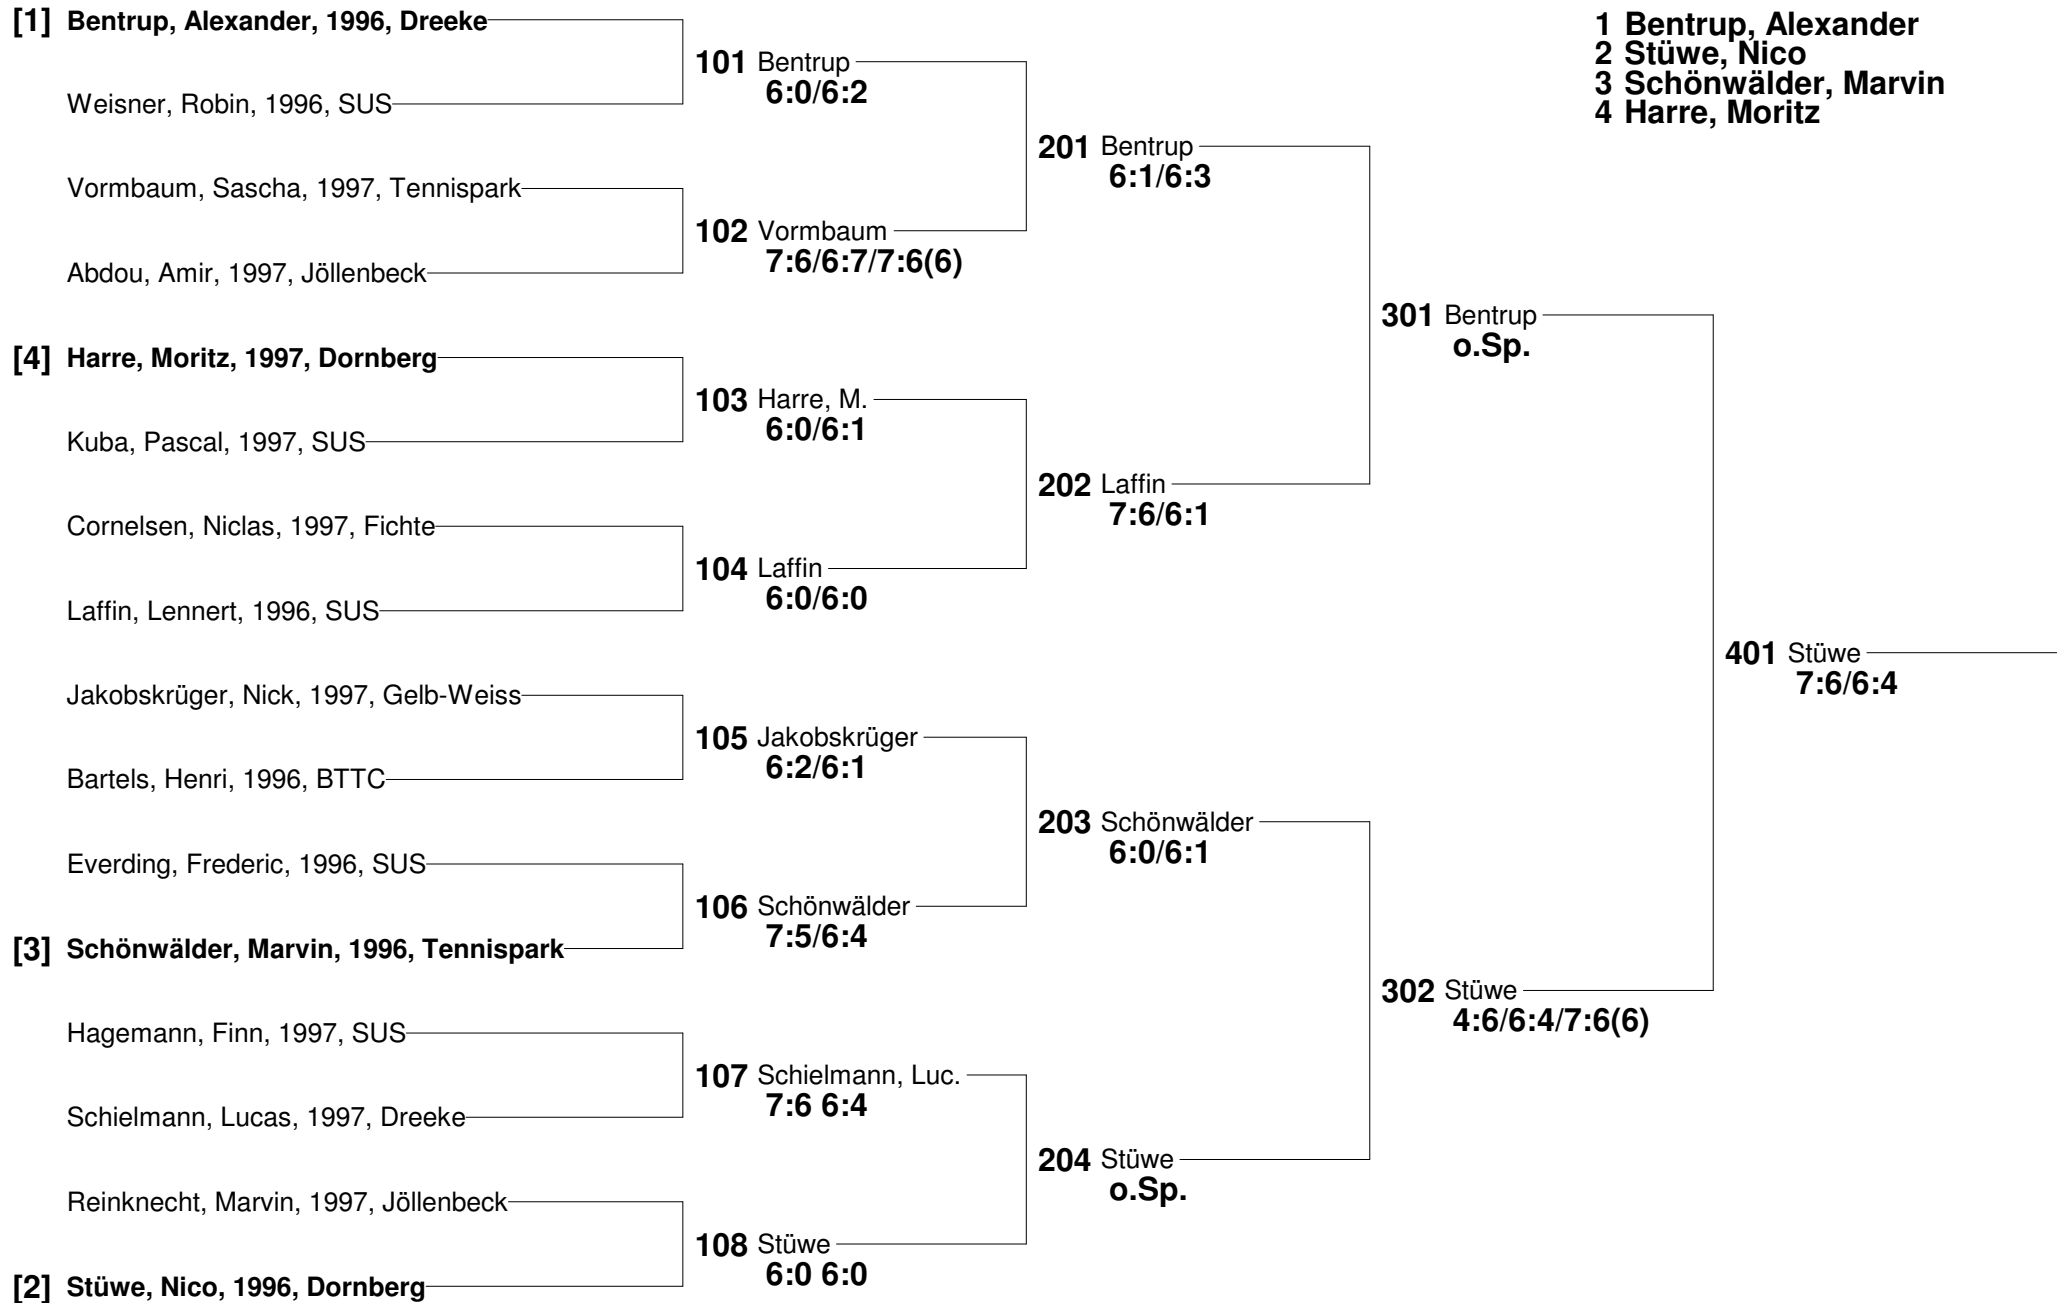 [1] Bentrup, Alexander, 1996, Dreeke
1 Bentrup, Alexander
2 Stüwe, Nico
3 Schönwälder, Marvin
4 Harre, Moritz
101 Bentrup
6:0/6:2
Weisner, Robin, 1996, SUS
201 Bentrup
6:1/6:3
Vormbaum, Sascha, 1997, Tennispark
102 Vormbaum
7:6/6:7/7:6(6)
Abdou, Amir, 1997, Jöllenbeck
301 Bentrup
o.Sp.
[4] Harre, Moritz, 1997, Dornberg
103 Harre, M.
6:0/6:1
Kuba, Pascal, 1997, SUS
202 Laffin
7:6/6:1
Cornelsen, Niclas, 1997, Fichte
104 Laffin
6:0/6:0
Laffin, Lennert, 1996, SUS
401 Stüwe
7:6/6:4
Jakobskrüger, Nick, 1997, Gelb-Weiss
105 Jakobskrüger
6:2/6:1
Bartels, Henri, 1996, BTTC
203 Schönwälder
6:0/6:1
Everding, Frederic, 1996, SUS
106 Schönwälder
7:5/6:4
[3] Schönwälder, Marvin, 1996, Tennispark
302 Stüwe
4:6/6:4/7:6(6)
Hagemann, Finn, 1997, SUS
107 Schielmann, Luc.
7:6 6:4
Schielmann, Lucas, 1997, Dreeke
204 Stüwe
o.Sp.
Reinknecht, Marvin, 1997, Jöllenbeck
108 Stüwe
6:0 6:0
[2] Stüwe, Nico, 1996, Dornberg